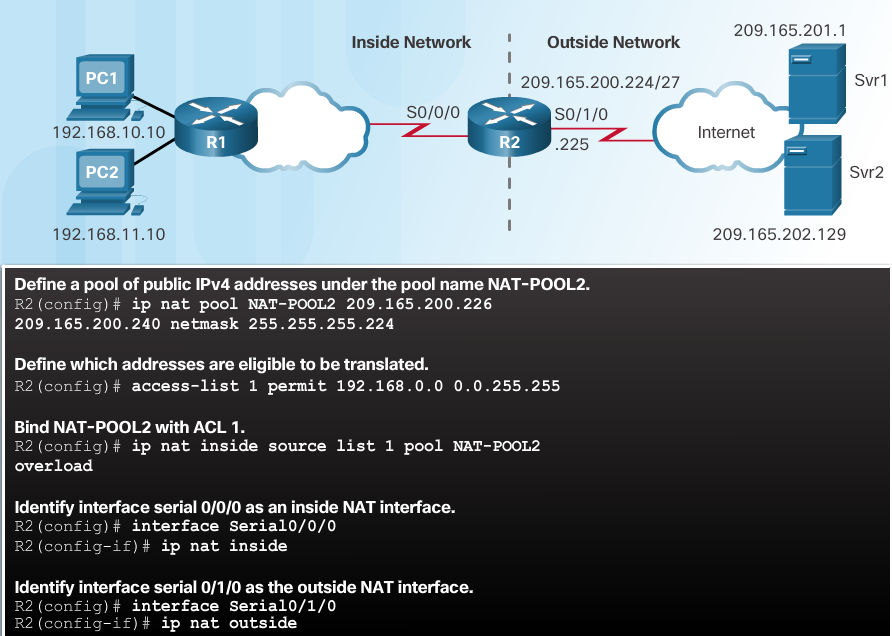 209.165.201.1
Inside Network
Outside Network
209.165.200.224/27
PC1
Svr1
S0/0/0
S0/1/0
192.168.10.10
R1
R2
.225
Internet
PC2
Svr2
192.168.11.10
209.165.202.129
Define a pool of public IPv4 addresses under the pool name NAT-POOL2.
R2(config)# ip nat pool NAT-POOL2 209.165.200.226
209.165.200.240 netmask 255.255.255.224
Define which addresses are eligible to be translated.
R2(config)# access-list 1 permit 192.168.0.0 0.0.255.255
Bind NAT-POOL2 with ACL 1.
R2(config)# ip nat inside source list 1 pool NAT-POOL2
overload
Identify interface serial 0/0/0 as an inside NAT interface.
R2(config)# interface Serial0/0/0
R2(config-if)# ip nat inside
Identify interface serial 0/1/0 as the outside NAT interface.
R2(config)# interface Serial0/1/0
R2(config-if)# ip nat outside